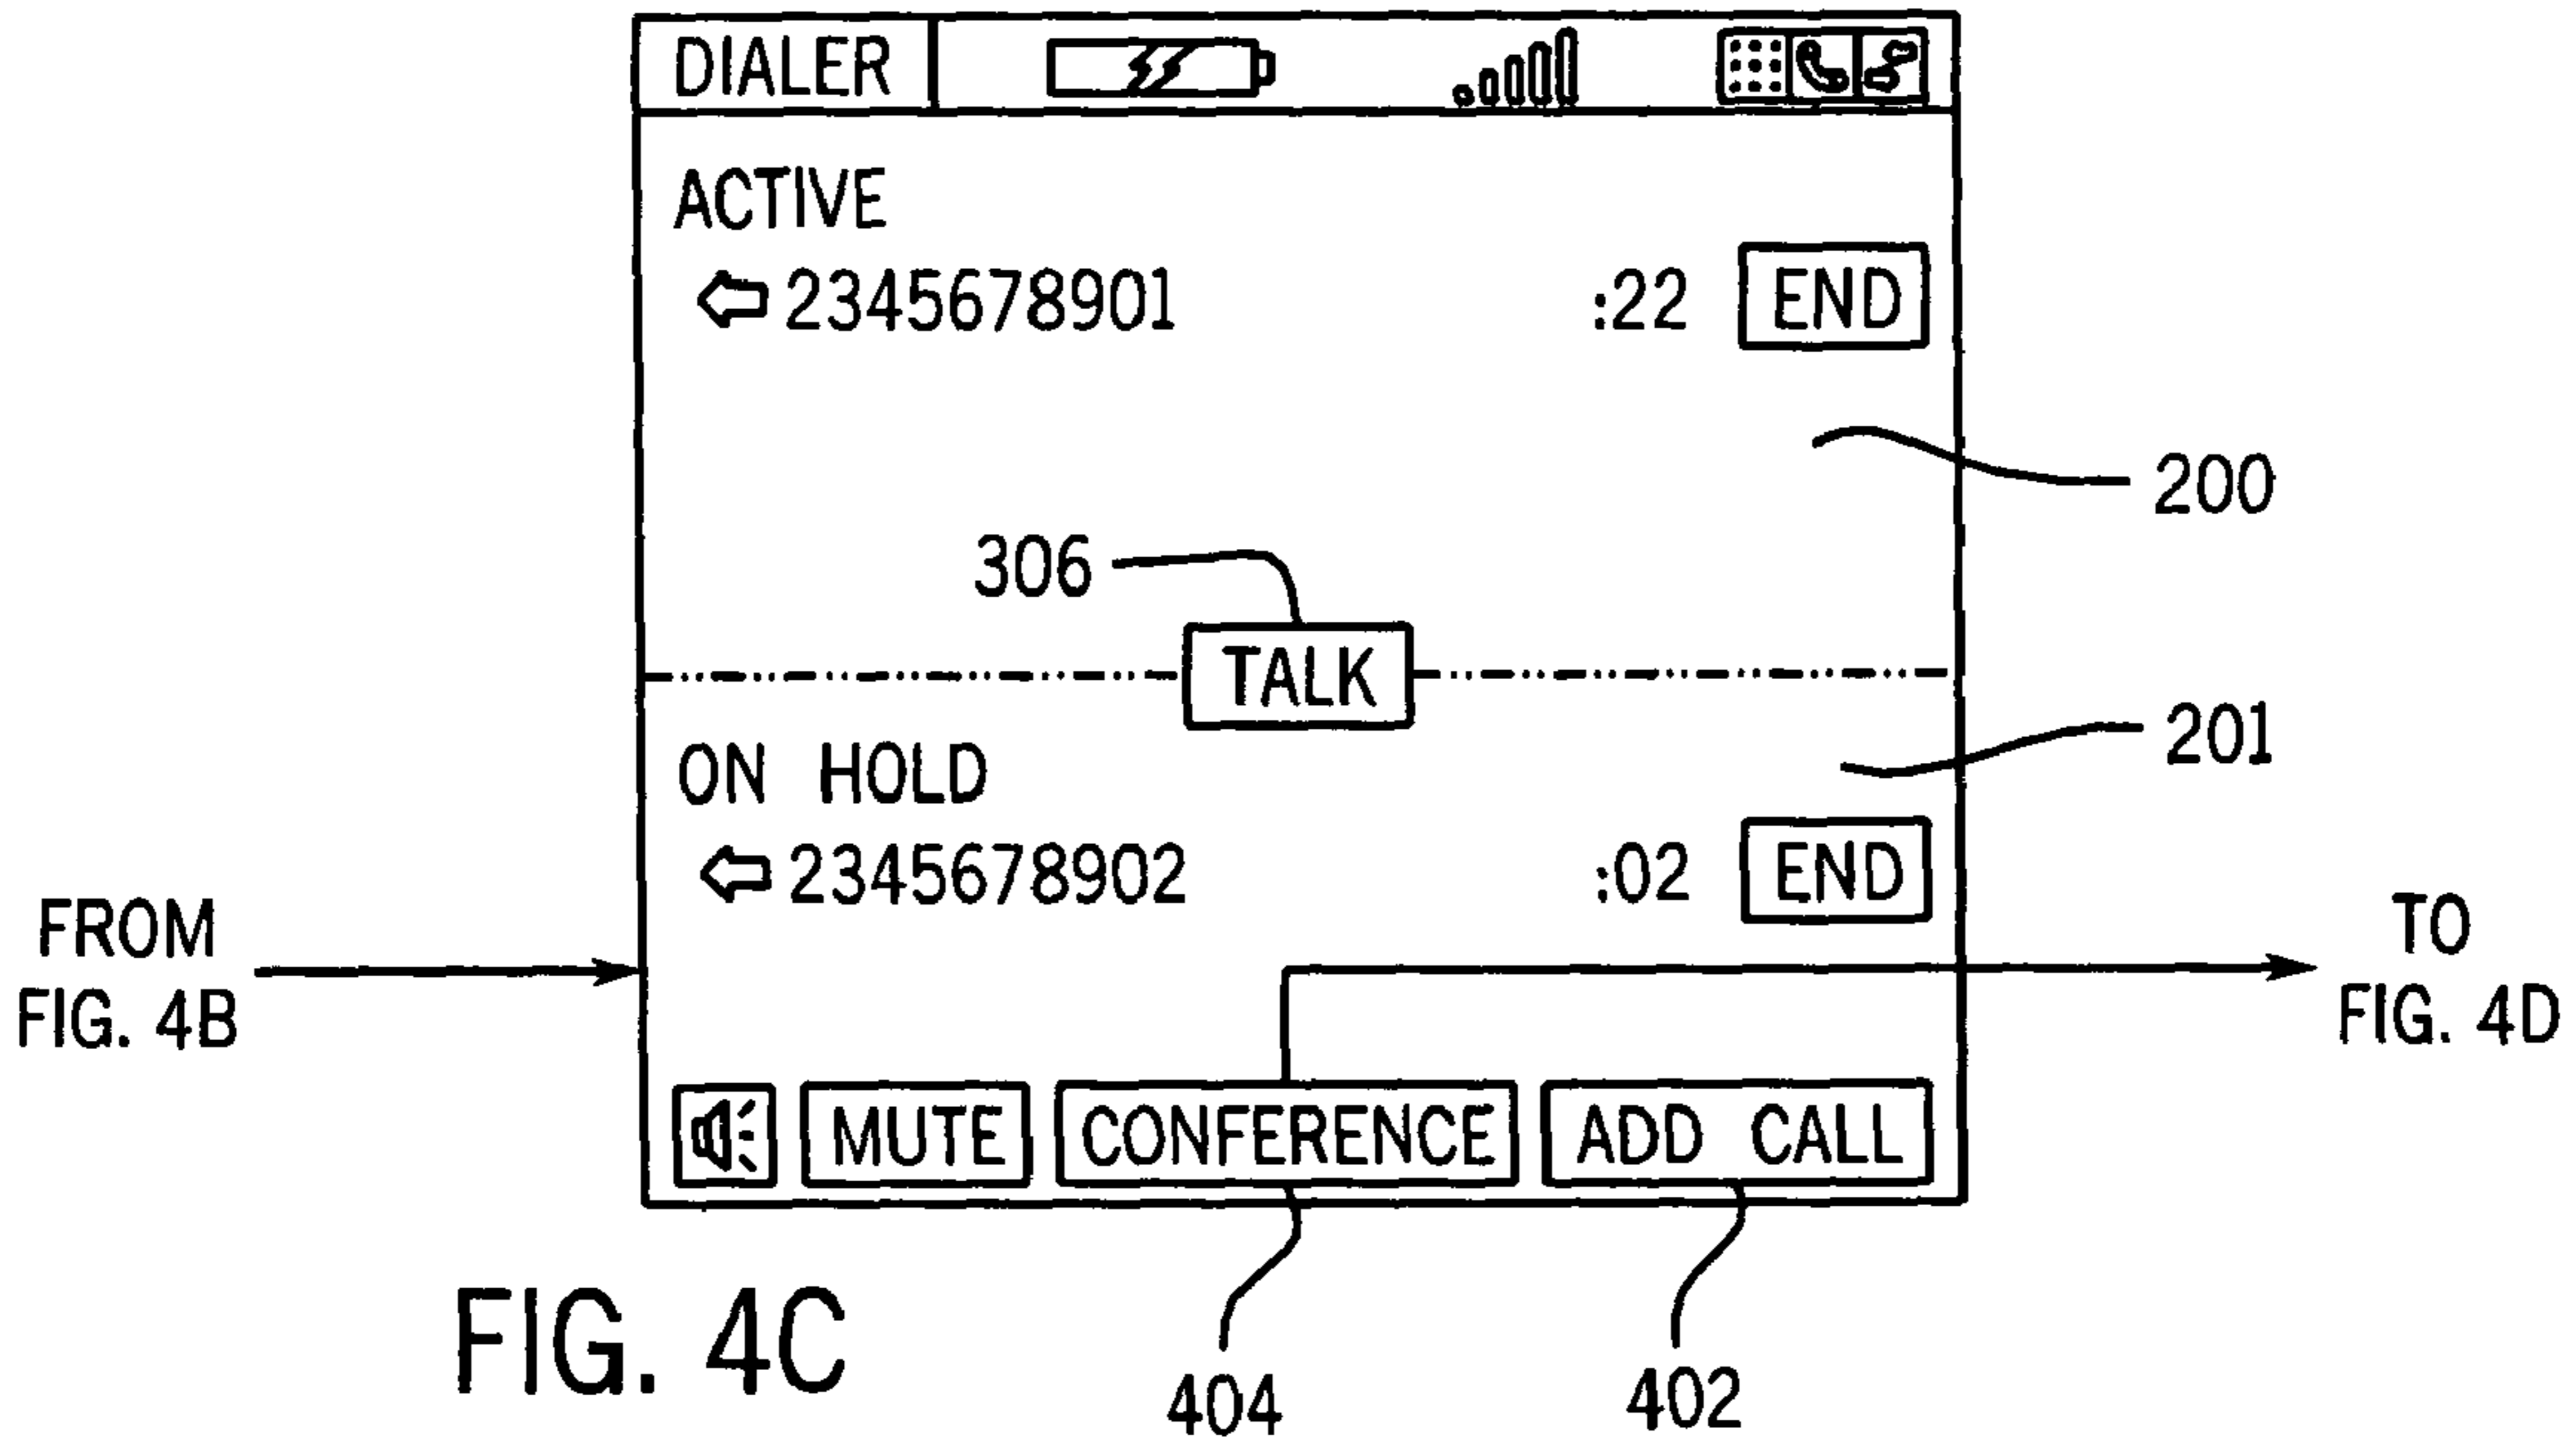 DIALER
ACTIVE
2345678901 :22 END
200
306
TALK
201
ON HOLD
2345678902 :02 END
FROM
FIG. 4B
TO
FIG. 4D
MUTE CONFERENCE ADD CALL
FIG. 4C
404
402